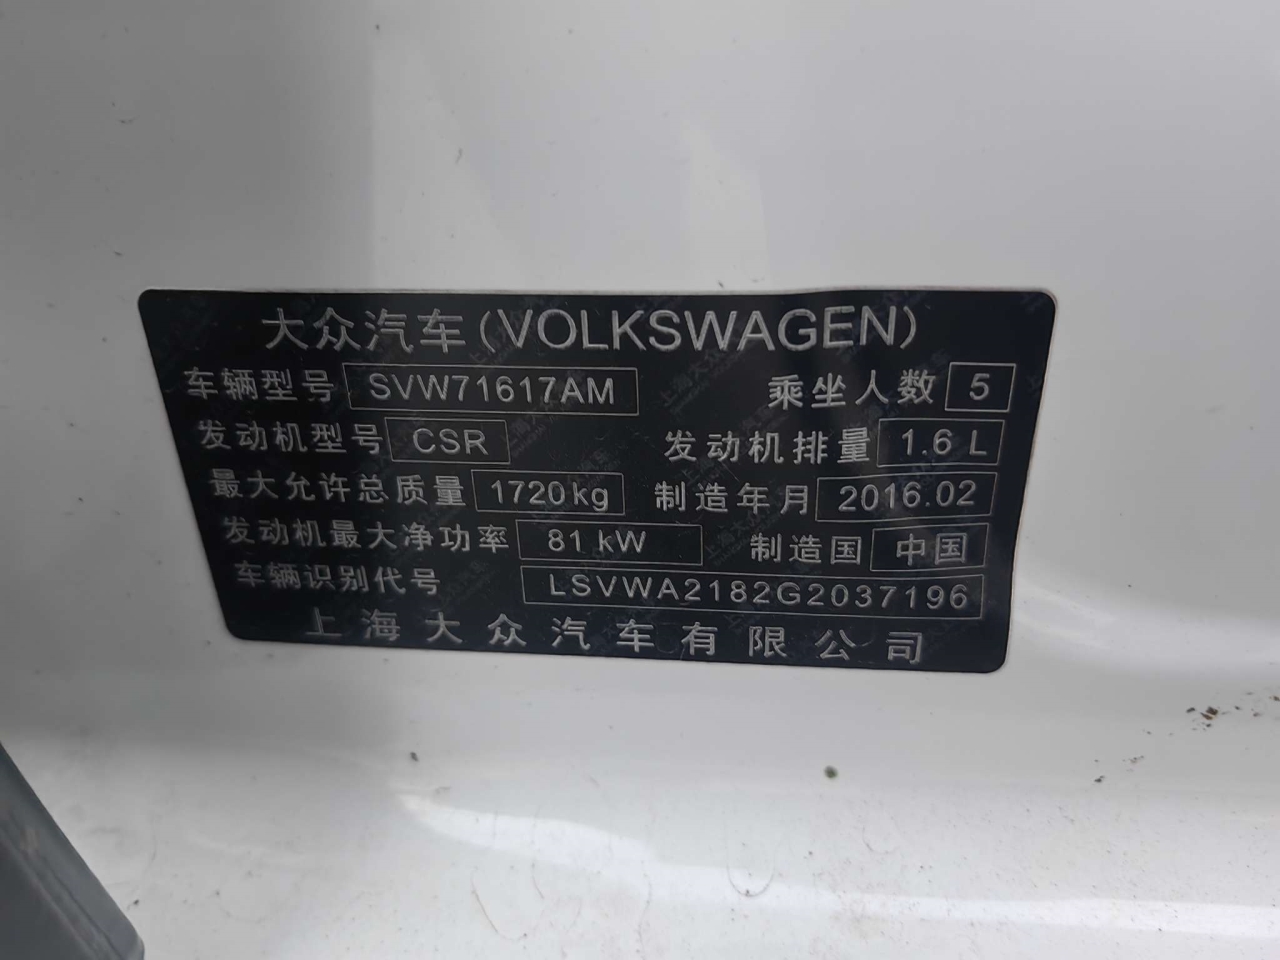 大众汽车(VOLKSWAGEN)
车辆型号 SVW71617AM 乘坐人数 5
发动机型号 CSR 发动机排量 1.6 L
最大允许总质量 1720kg 制造年月 2016.02
发动机最大净功率 81 kW 制造国 中国
车辆识别代号 LSVWA2182G2037196
上海大众汽车有限公司